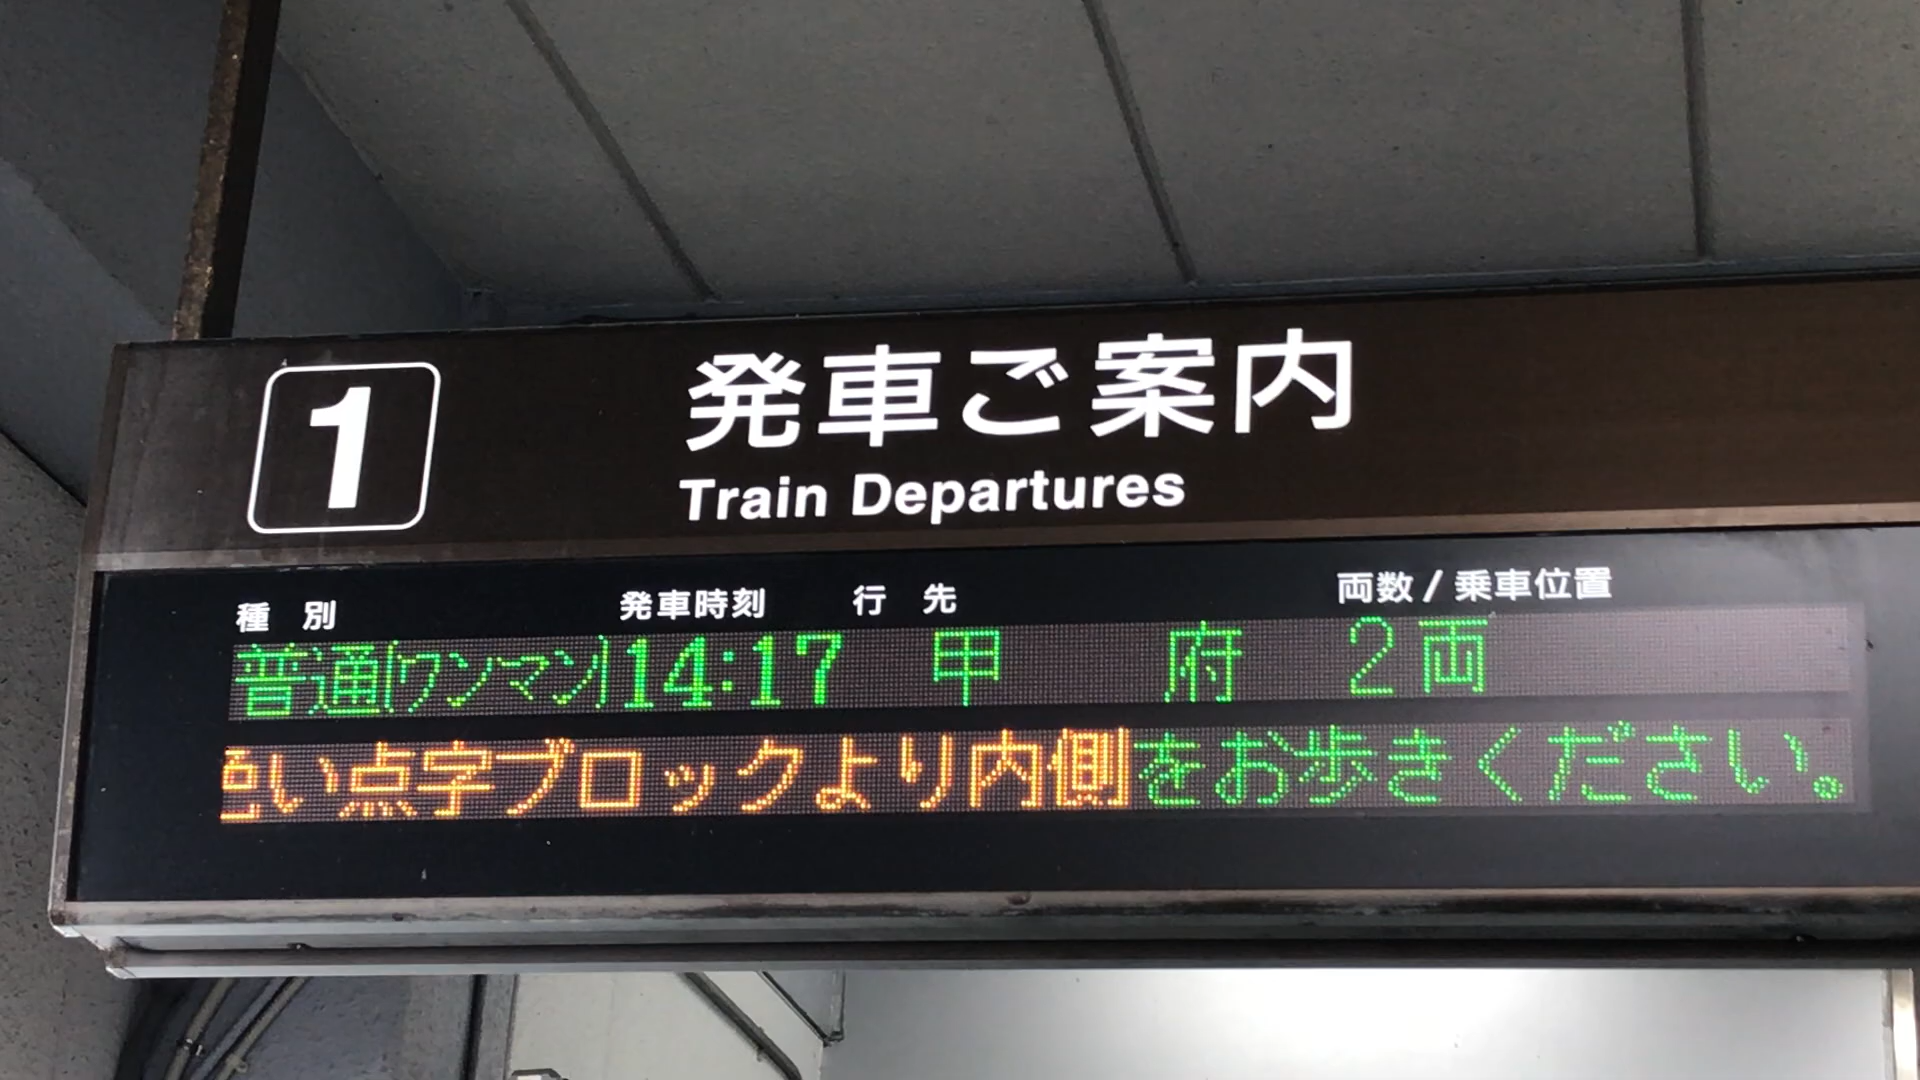 1 発車ご案内
Train Departures
種別 発車時刻 行先 両数/乗車位置
普通(ワンマン) 14:17 甲府 2両
色い点字ブロックより内側をお歩きください。